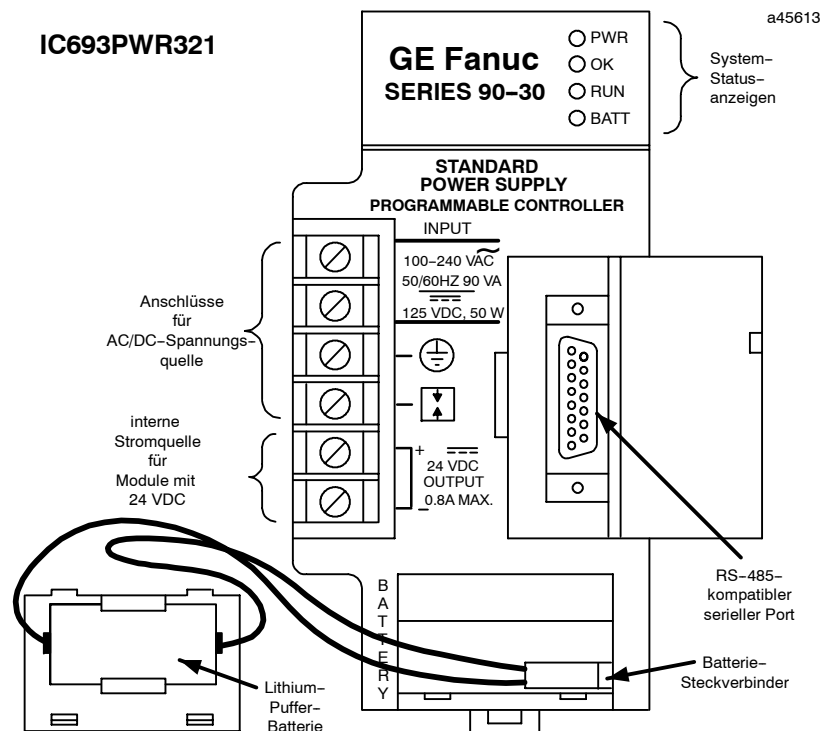 a45613
IC693PWR321
GE Fanuc
SERIES 90-30
PWR
OK
RUN
BATT
System-
Status-
anzeigen
STANDARD
POWER SUPPLY
PROGRAMMABLE CONTROLLER
INPUT
100-240 VAC
50/60HZ 90 VA
125 VDC, 50 W
Anschlüsse
für
AC/DC-Spannungs-
quelle
interne
Stromquelle
für
Module mit
24 VDC
+
24 VDC
OUTPUT
0.8A MAX.
-
RS-485-
kompatibler
serieller Port
BATTERY
Batterie-
Steckverbinder
Lithium-
Puffer-
Batterie